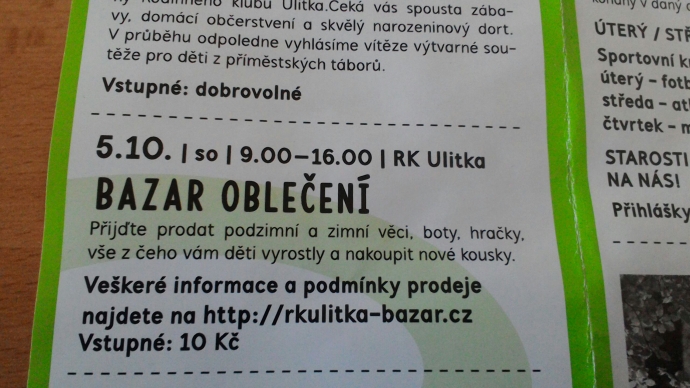 Rodinného klubu Ulitka.Čeká vás spousta zába-
vy, domácí občerstvení a skvělý narozeninový dort.
V průběhu odpoledne vyhlásíme vítěze výtvarné sou-
těže pro děti z příměstských táborů.
Vstupné: dobrovolné
5.10. | so | 9.00–16.00 | RK Ulitka
BAZAR OBLEČENÍ
Přijďte prodat podzimní a zimní věci, boty, hračky,
vše z čeho vám děti vyrostly a nakoupit nové kousky.
Veškeré informace a podmínky prodeje
najdete na http://rkulitka-bazar.cz
Vstupné: 10 Kč
v daný
ÚTERÝ /
Sportovní
úterý –
středa –
čtvrtek –
STAROSTI
NA NÁS!
Přihlášky